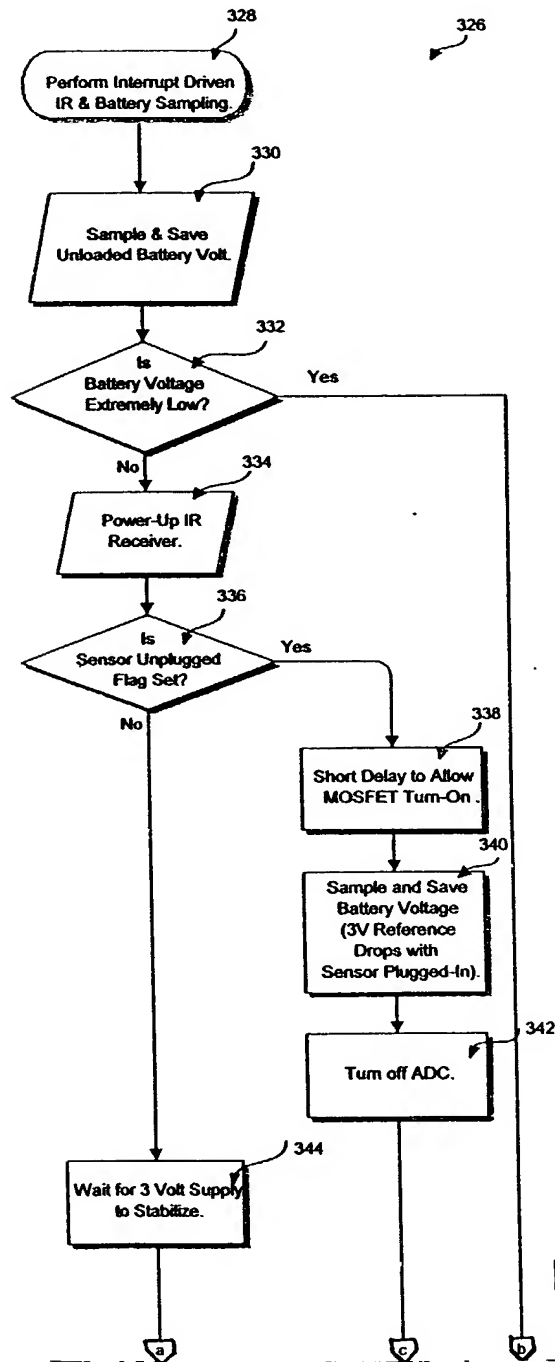 328
326
Perform Interrupt Driven
IR & Battery Sampling.
330
Sample & Save
Unloaded Battery Volt.
332
Is
Battery Voltage
Extremely Low?
Yes
No
334
Power-Up IR
Receiver.
336
Is
Sensor Unplugged
Flag Set?
Yes
No
338
Short Delay to Allow
MOSFET Turn-On .
340
Sample and Save
Battery Voltage
(3V Reference
Drops with
Sensor Plugged-In).
342
Turn off ADC.
344
Wait for 3 Volt Supply
to Stabilize.
a
c
b